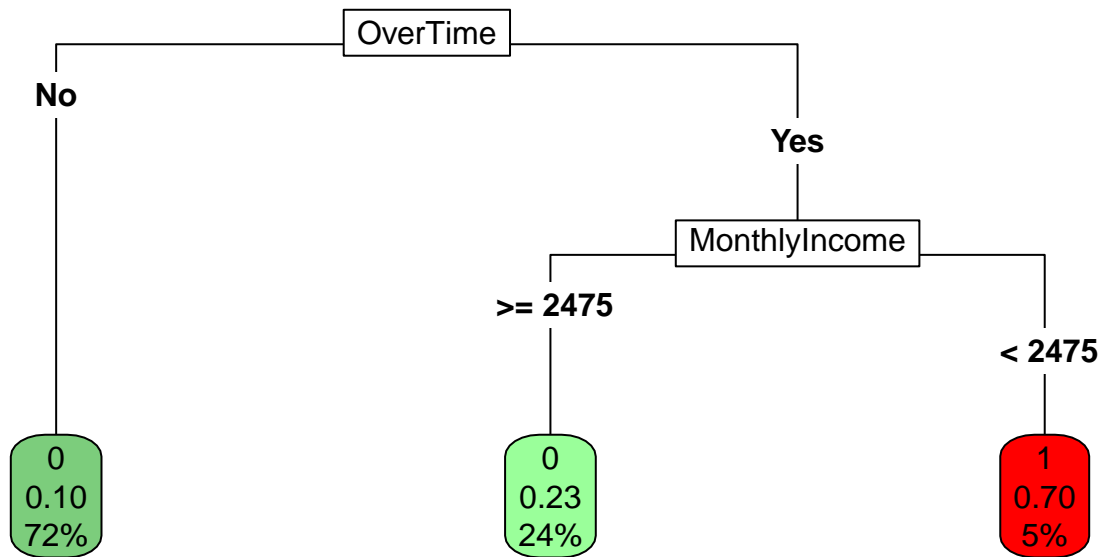 OverTime
No
Yes
MonthlyIncome
>= 2475
< 2475
0
0.10
72%
0
0.23
24%
1
0.70
5%